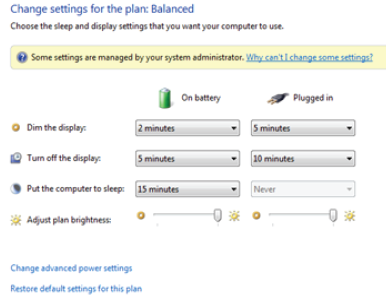 Change settings for the plan: Balanced
Choose the sleep and display settings that you want your computer to use.
Some settings are managed by your system administrator. Why can't I change some settings?
On battery Plugged in
Dim the display: 2 minutes 5 minutes
Turn off the display: 5 minutes 10 minutes
Put the computer to sleep: 15 minutes Never
Adjust plan brightness:
Change advanced power settings
Restore default settings for this plan